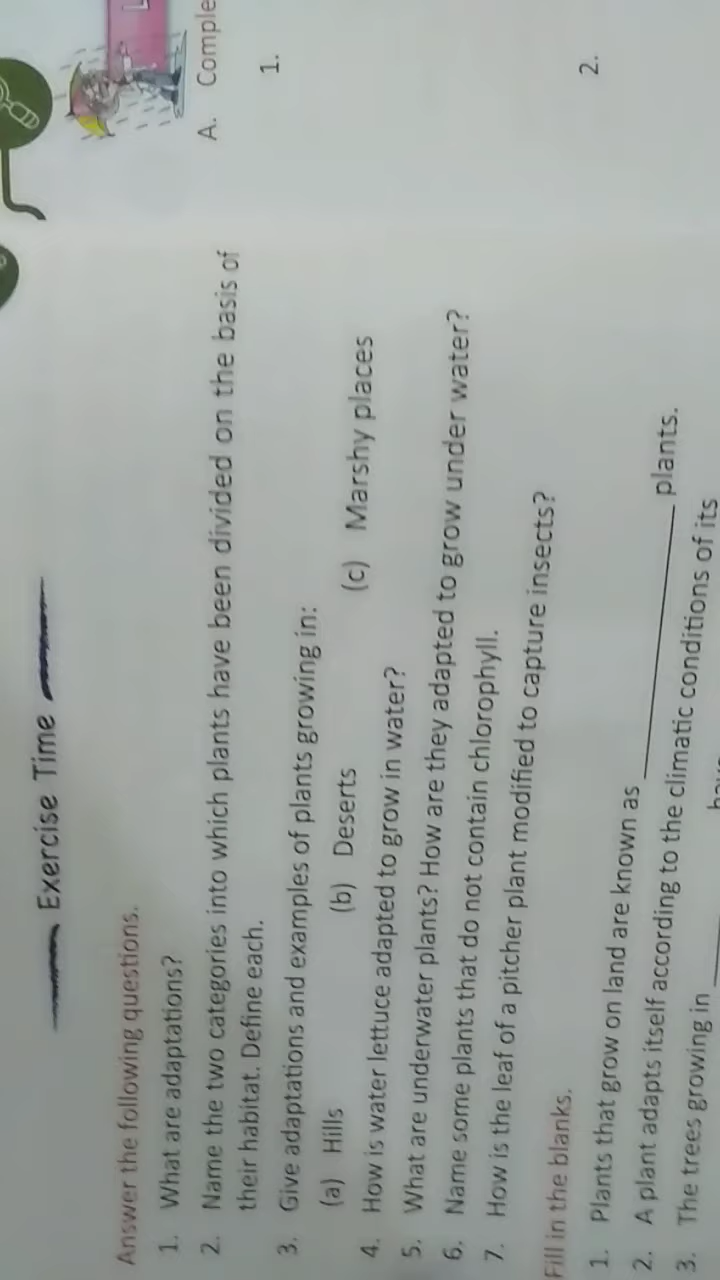 Exercise Time
Answer the following questions.
1. What are adaptations?
2. Name the two categories into which plants have been divided on the basis of
their habitat. Define each.
3. Give adaptations and examples of plants growing in:
(a) Hills (b) Deserts (c) Marshy places
4. How is water lettuce adapted to grow in water?
5. What are underwater plants? How are they adapted to grow under water?
6. Name some plants that do not contain chlorophyll.
7. How is the leaf of a pitcher plant modified to capture insects?
Fill in the blanks.
1. Plants that grow on land are known as ____________ plants.
2. A plant adapts itself according to the climatic conditions of its
3. The trees growing in ____________
A.
1.
2.